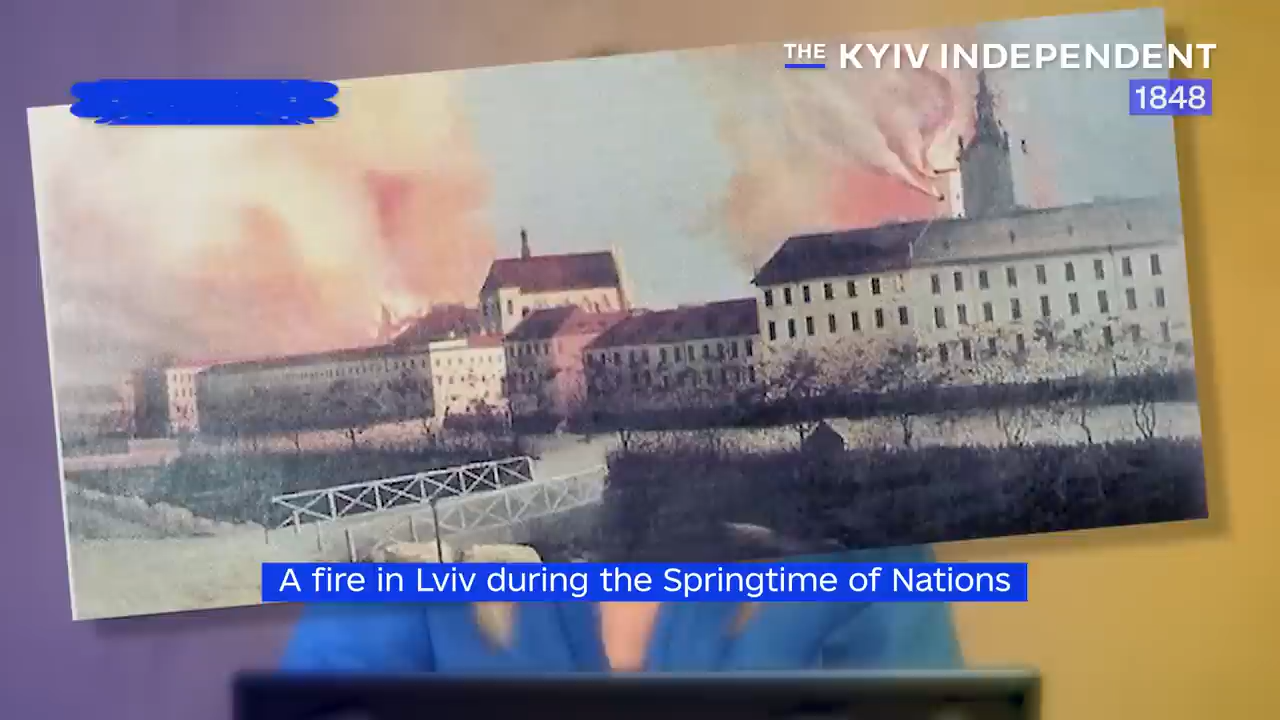 THE KYIV INDEPENDENT
1848
A fire in Lviv during the Springtime of Nations